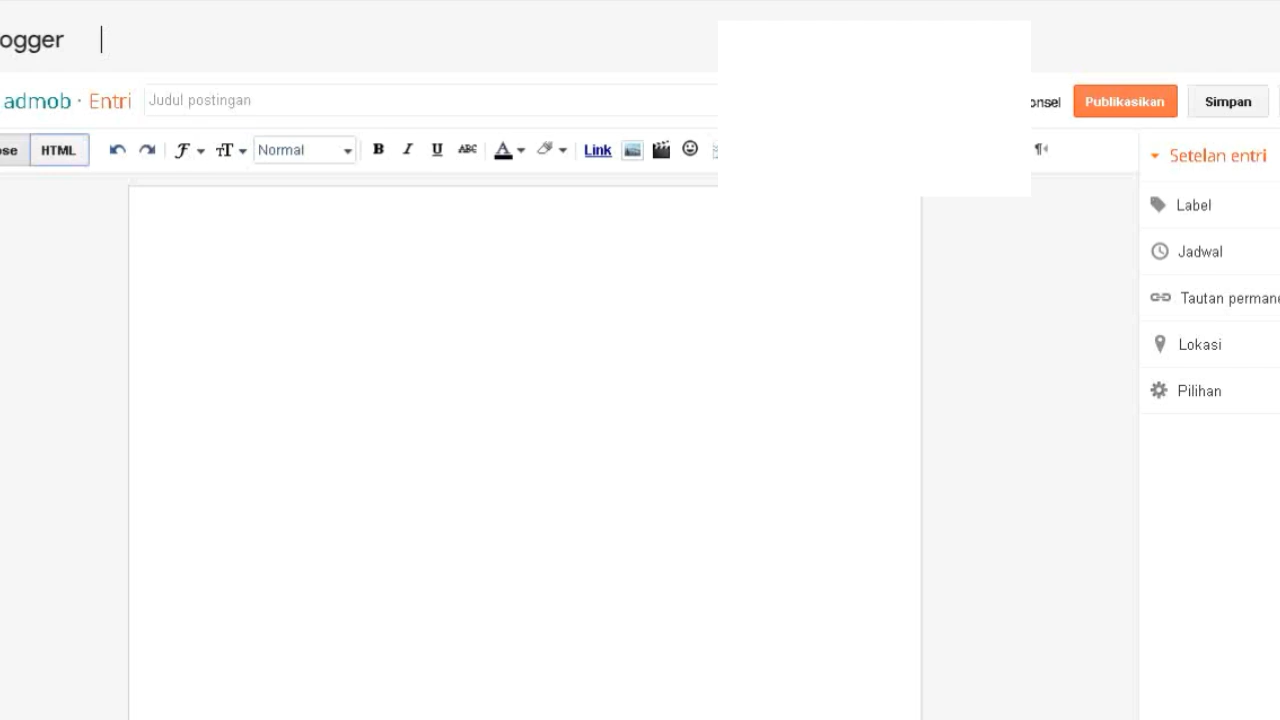 ogger
admob · Entri Judul postingan onsel Publikasikan Simpan
ose HTML Normal B I U ABC A Link
Setelan entri
Label
Jadwal
Tautan permane
Lokasi
Pilihan